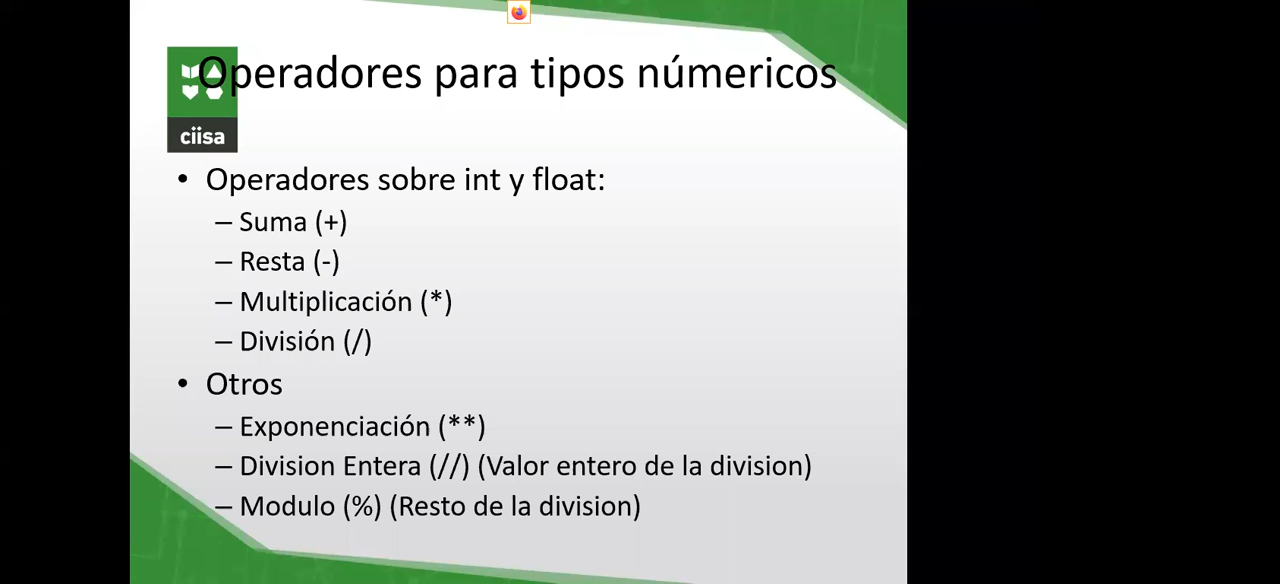 Operadores para tipos númericos
ciisa
• Operadores sobre int y float:
– Suma (+)
– Resta (-)
– Multiplicación (*)
– División (/)
• Otros
– Exponenciación (**)
– Division Entera (//) (Valor entero de la division)
– Modulo (%) (Resto de la division)